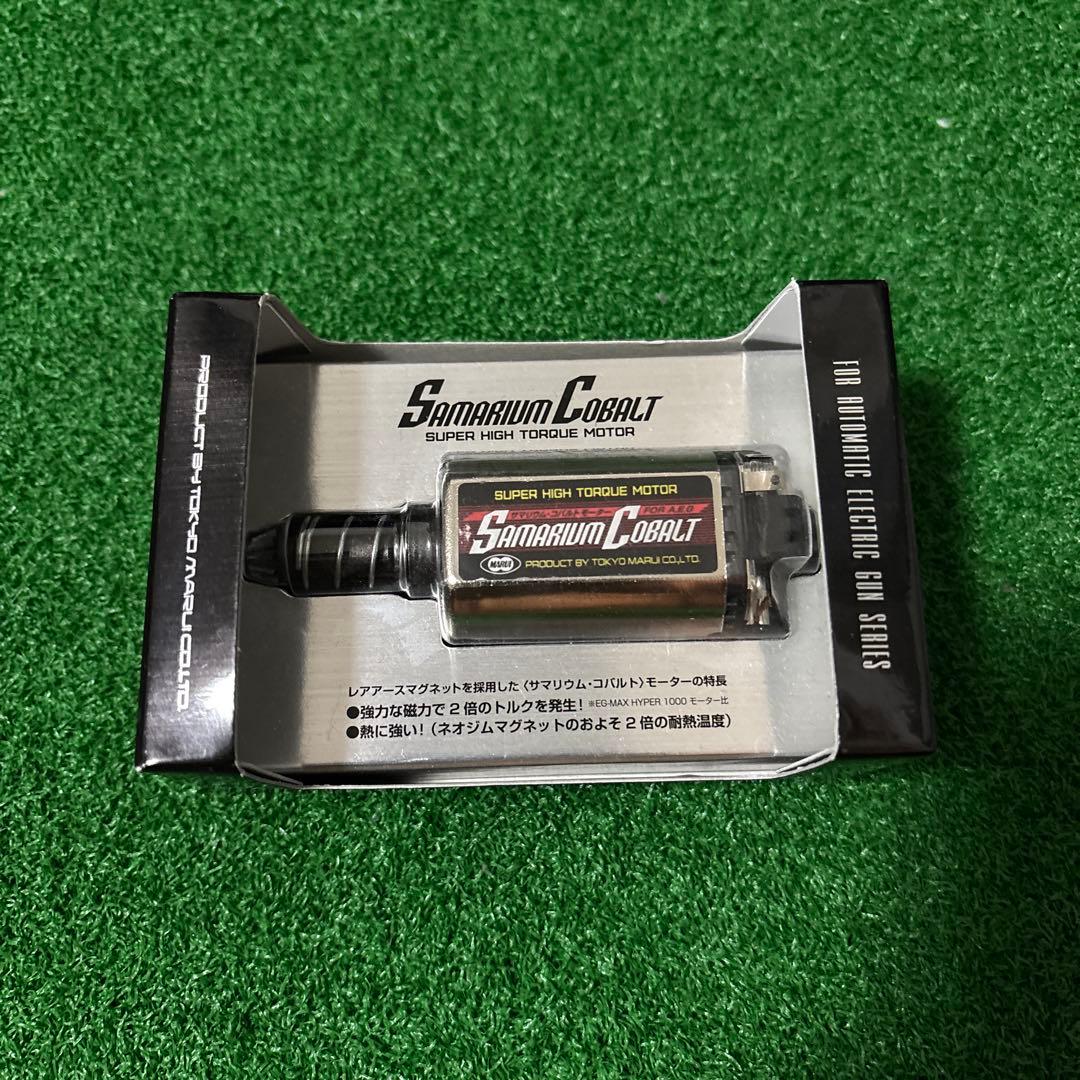 SAMARIUM COBALT
SUPER HIGH TORQUE MOTOR
SUPER HIGH TORQUE MOTOR
サマリウム・コバルトモーター FOR A.E.G
SAMARIUM COBALT
MARUI PRODUCT BY TOKYO MARUI CO.,LTD.
レアアースマグネットを採用した〈サマリウム・コバルト〉モーターの特長
●強力な磁力で2倍のトルクを発生! ※EG-MAX HYPER 1000 モーター比
●熱に強い!(ネオジムマグネットのおよそ2倍の耐熱温度)
PRODUCT BY TOKYO MARUI CO.,LTD.
FOR AUTOMATIC ELECTRIC GUN SERIES